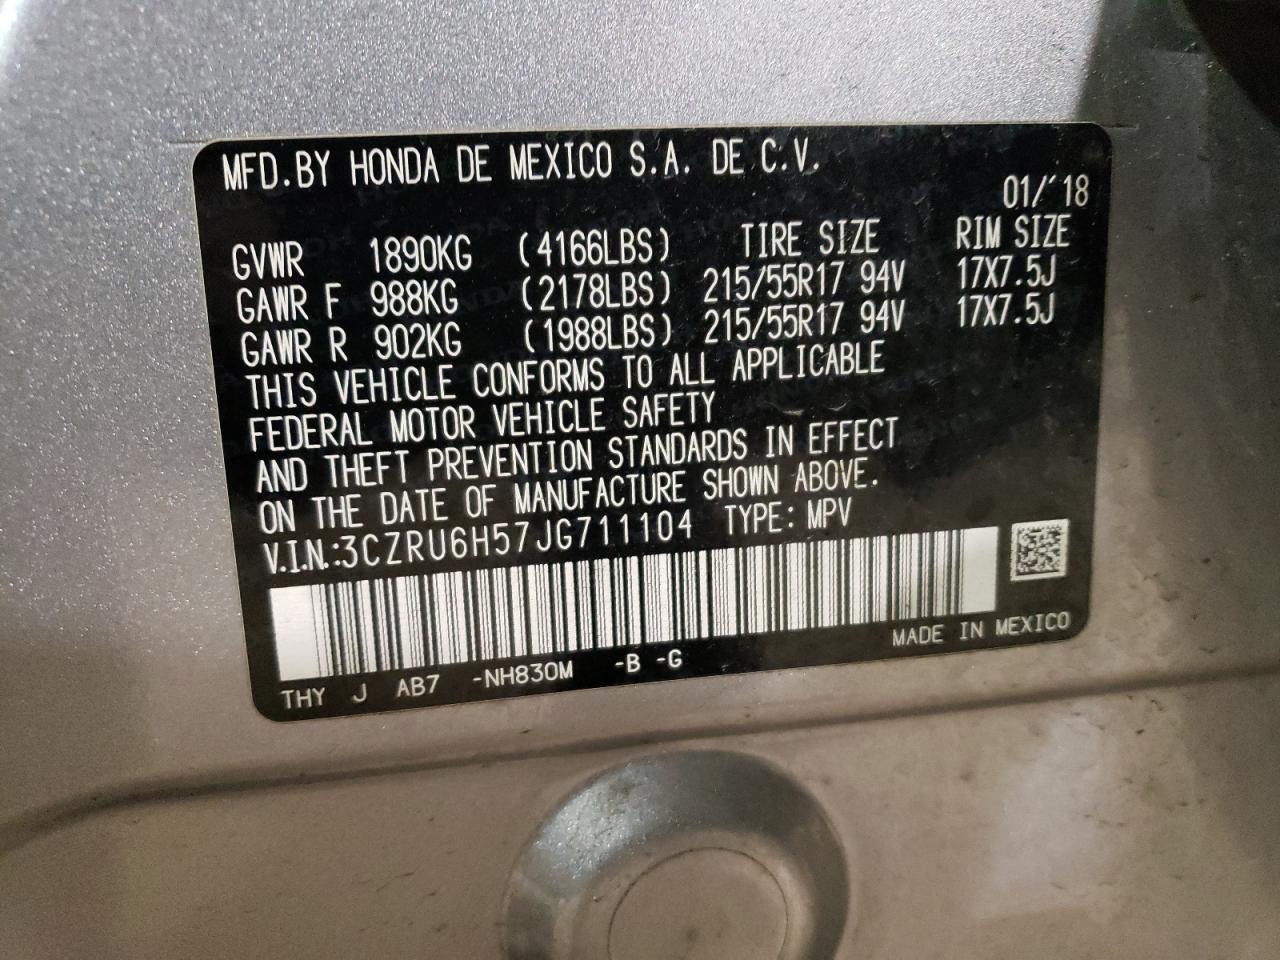 MFD.BY HONDA DE MEXICO S.A. DE C.V.
01/'18
GVWR 1890KG (4166LBS) TIRE SIZE RIM SIZE
GAWR F 988KG (2178LBS) 215/55R17 94V 17X7.5J
GAWR R 902KG (1988LBS) 215/55R17 94V 17X7.5J
THIS VEHICLE CONFORMS TO ALL APPLICABLE
FEDERAL MOTOR VEHICLE SAFETY
AND THEFT PREVENTION STANDARDS IN EFFECT
ON THE DATE OF MANUFACTURE SHOWN ABOVE.
V.I.N.:3CZRU6H57JG711104 TYPE: MPV
MADE IN MEXICO
THY J AB7 -NH830M -B -G